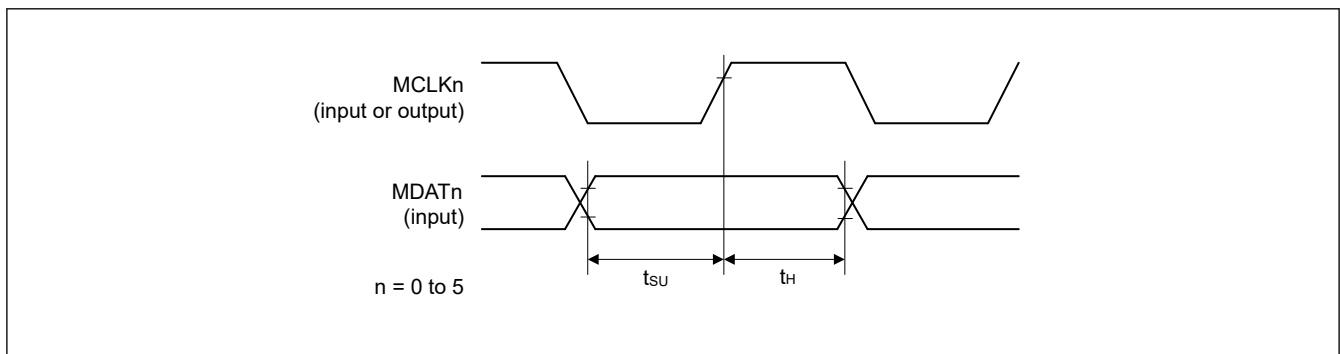 MCLKn
(input or output)
MDATn
(input)
tSU
tH
n = 0 to 5